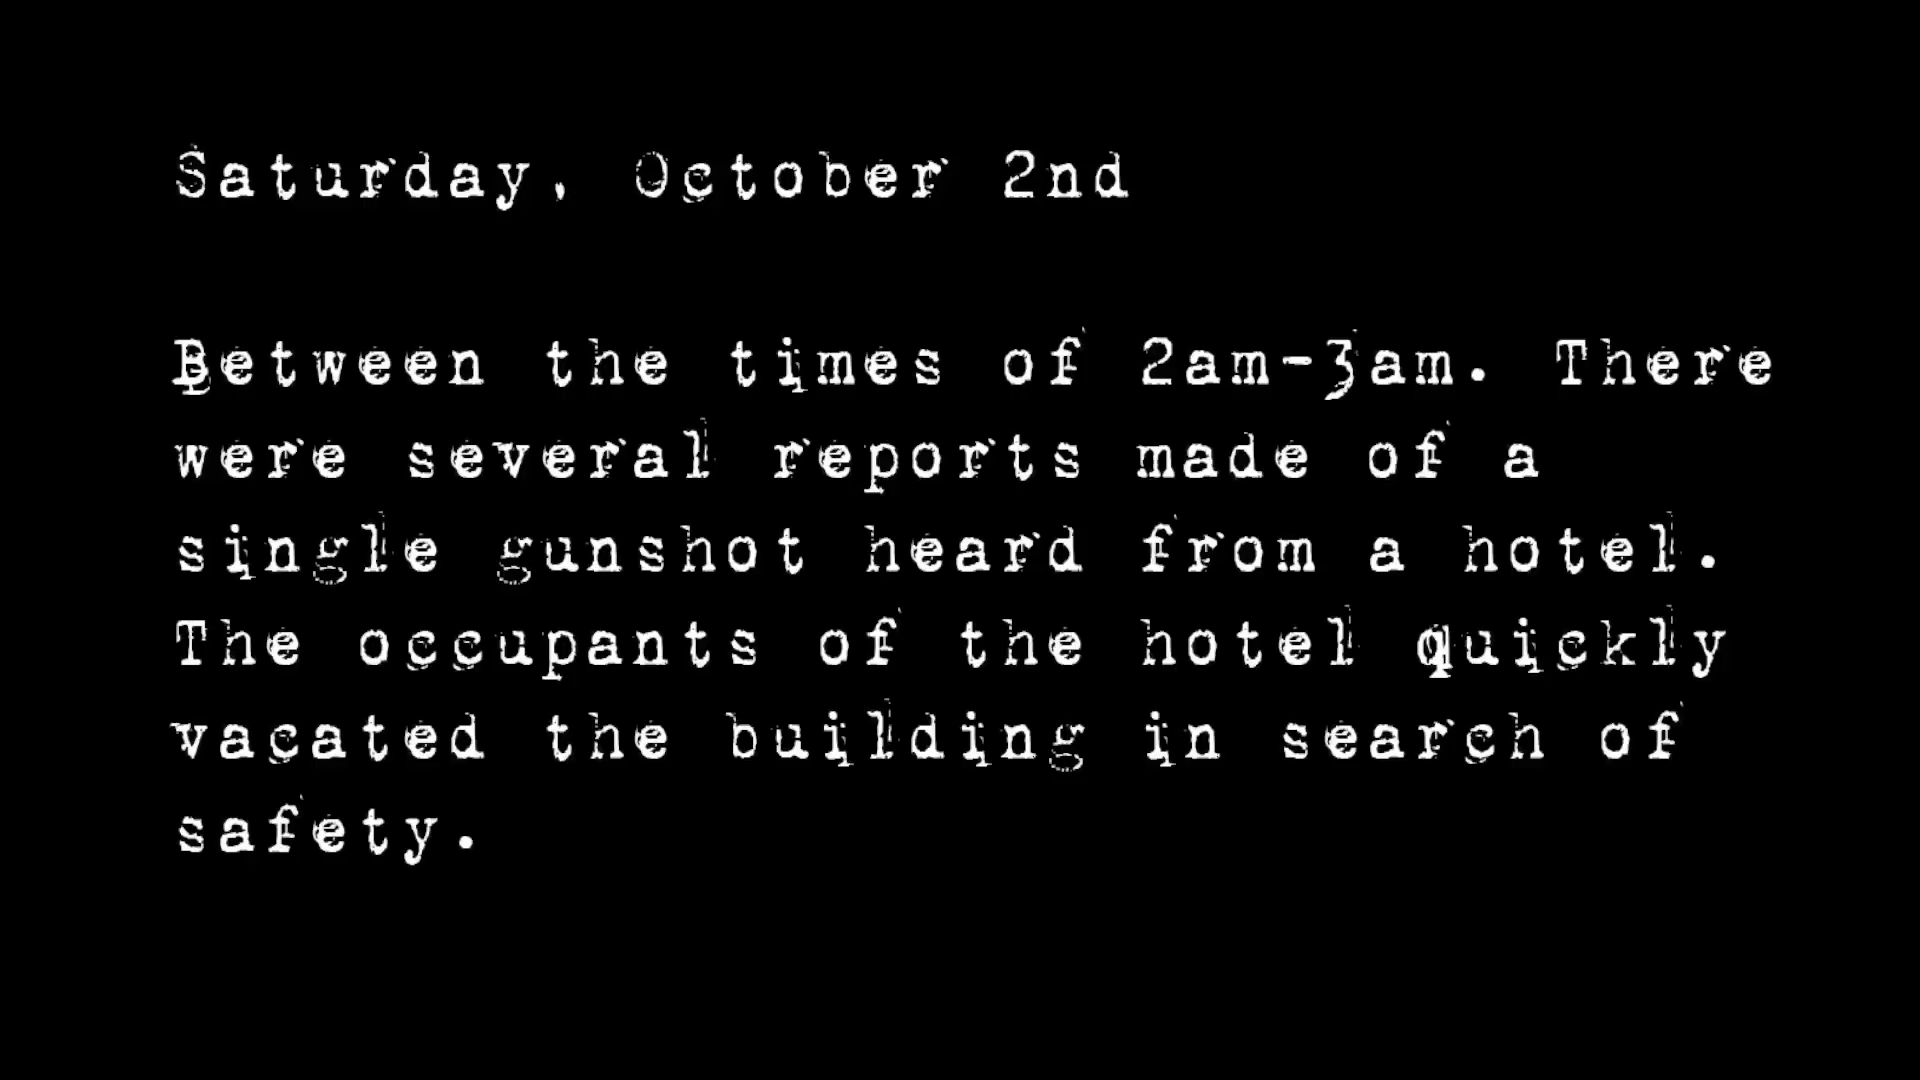 Saturday, October 2nd
Between the times of 2am-3am. There
were several reports made of a
single gunshot heard from a hotel.
The occupants of the hotel quickly
vacated the building in search of
safety.